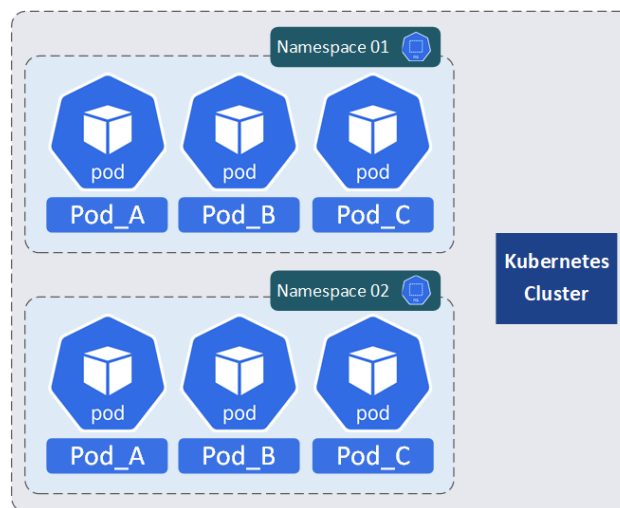 Namespace 01
pod pod pod
Pod_A Pod_B Pod_C
Kubernetes
Cluster
Namespace 02
pod pod pod
Pod_A Pod_B Pod_C